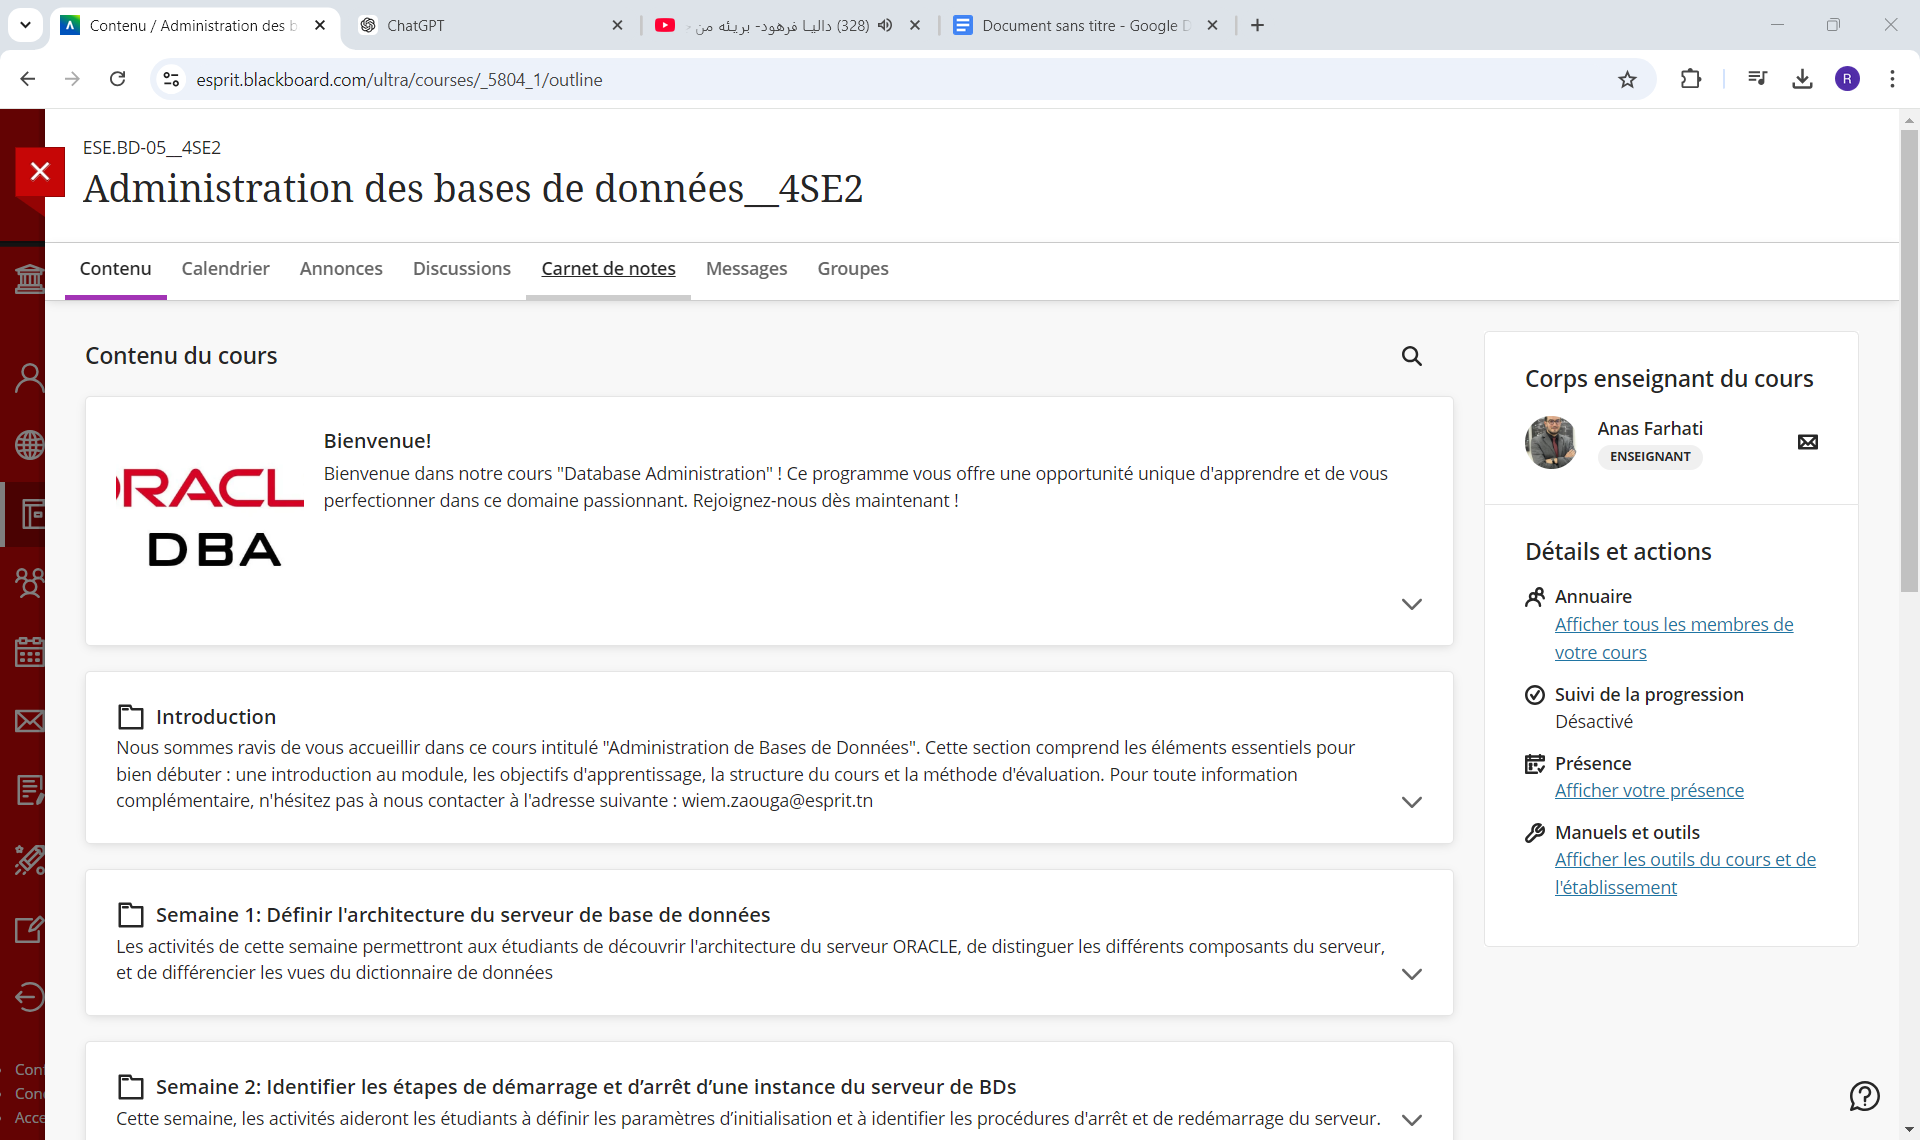 Contenu / Administration des b
ChatGPT
(328) داليا فرهود- بريئه من
Document sans titre - Google D
esprit.blackboard.com/ultra/courses/_5804_1/outline
R
ESE.BD-05__4SE2
Administration des bases de données__4SE2
Contenu
Calendrier
Annonces
Discussions
Carnet de notes
Messages
Groupes
Contenu du cours
RACL
DBA
Bienvenue!
Bienvenue dans notre cours "Database Administration" ! Ce programme vous offre une opportunité unique d'apprendre et de vous
perfectionner dans ce domaine passionnant. Rejoignez-nous dès maintenant !
Introduction
Nous sommes ravis de vous accueillir dans ce cours intitulé "Administration de Bases de Données". Cette section comprend les éléments essentiels pour
bien débuter : une introduction au module, les objectifs d'apprentissage, la structure du cours et la méthode d'évaluation. Pour toute information
complémentaire, n'hésitez pas à nous contacter à l'adresse suivante : wiem.zaouga@esprit.tn
Semaine 1: Définir l'architecture du serveur de base de données
Les activités de cette semaine permettront aux étudiants de découvrir l'architecture du serveur ORACLE, de distinguer les différents composants du serveur,
et de différencier les vues du dictionnaire de données
Semaine 2: Identifier les étapes de démarrage et d’arrêt d’une instance du serveur de BDs
Cette semaine, les activités aideront les étudiants à définir les paramètres d’initialisation et à identifier les procédures d'arrêt et de redémarrage du serveur.
Corps enseignant du cours
Anas Farhati
ENSEIGNANT
Détails et actions
Annuaire
Afficher tous les membres de
votre cours
Suivi de la progression
Désactivé
Présence
Afficher votre présence
Manuels et outils
Afficher les outils du cours et de
l'établissement
Conf
Cond
Acce